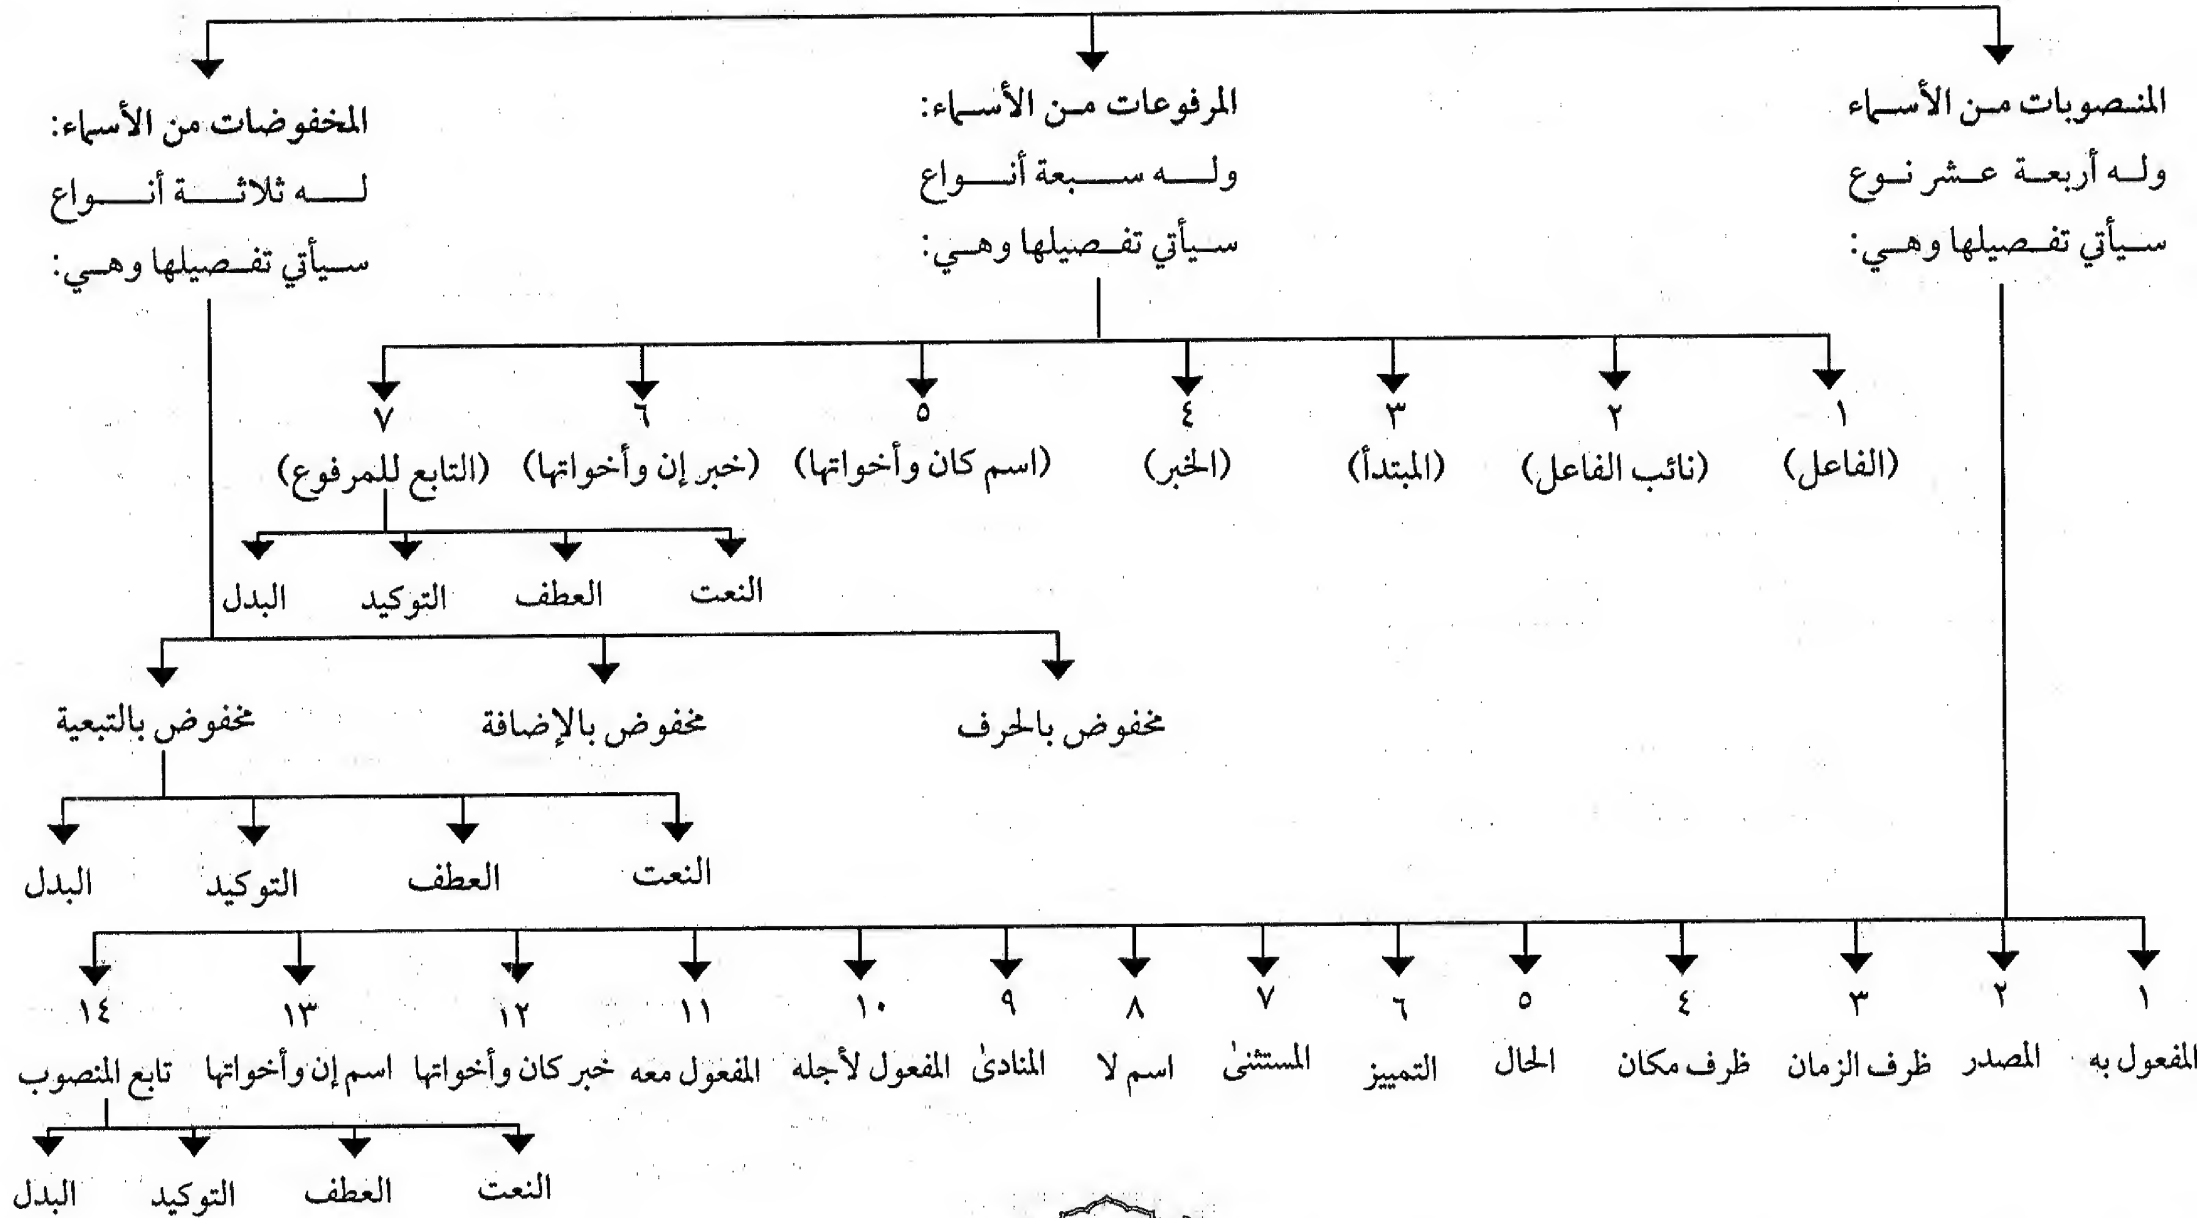 المنصوبات من الأسماء
وله أربعة عشر نوع
سيأتي تفصيلها وهي:
المرفوعات من الأسماء:
وله سبعة أنواع
سيأتي تفصيلها وهي:
المخفوضات من الأسماء:
له ثلاثة أنواع
سيأتي تفصيلها وهي:
١ ٢ ٣ ٤ ٥ ٦ ٧
(الفاعل) (نائب الفاعل) (المبتدأ) (الخبر) (اسم كان وأخواتها) (خبر إن وأخواتها) (التابع للمرفوع)
النعت العطف التوكيد البدل
مخفوض بالحرف مخفوض بالإضافة مخفوض بالتبعية
النعت العطف التوكيد البدل
١ ٢ ٣ ٤ ٥ ٦ ٧ ٨ ٩ ١٠ ١١ ١٢ ١٣ ١٤
المفعول به المصدر ظرف الزمان ظرف مكان الحال التمييز المستثنىٰ اسم لا المنادىٰ المفعول لأجله المفعول معه خبر كان وأخواتها اسم إن وأخواتها تابع المنصوب
النعت العطف التوكيد البدل